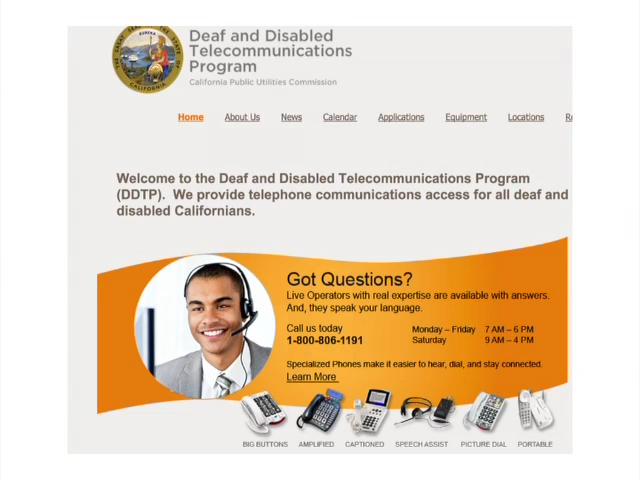 Deaf and Disabled
Telecommunications
Program
California Public Utilities Commission
EUREKA
CALIFORNIA
Home About Us News Calendar Applications Equipment Locations
Welcome to the Deaf and Disabled Telecommunications Program
(DDTP). We provide telephone communications access for all deaf and
disabled Californians.
Got Questions?
Live Operators with real expertise are available with answers.
And, they speak your language.
Call us today
1-800-806-1191
Monday – Friday 7 AM – 6 PM
Saturday 9 AM – 4 PM
Specialized Phones make it easier to hear, dial, and stay connected.
Learn More
BIG BUTTONS AMPLIFIED CAPTIONED SPEECH ASSIST PICTURE DIAL PORTABLE